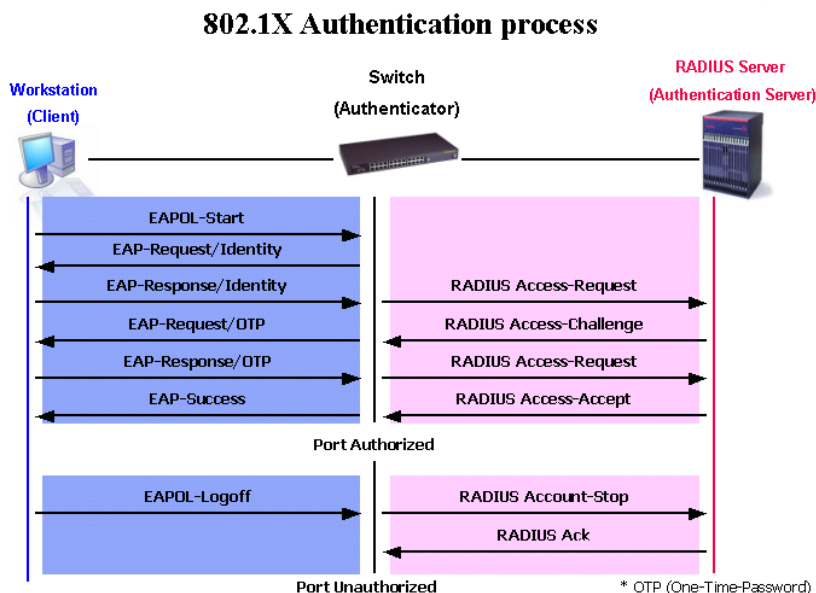 802.1X Authentication process
Workstation
(Client)
Switch
(Authenticator)
RADIUS Server
(Authentication Server)
EAPOL-Start
EAP-Request/Identity
EAP-Response/Identity
RADIUS Access-Request
EAP-Request/OTP
RADIUS Access-Challenge
EAP-Response/OTP
RADIUS Access-Request
EAP-Success
RADIUS Access-Accept
Port Authorized
EAPOL-Logoff
RADIUS Account-Stop
RADIUS Ack
Port Unauthorized
* OTP (One-Time-Password)